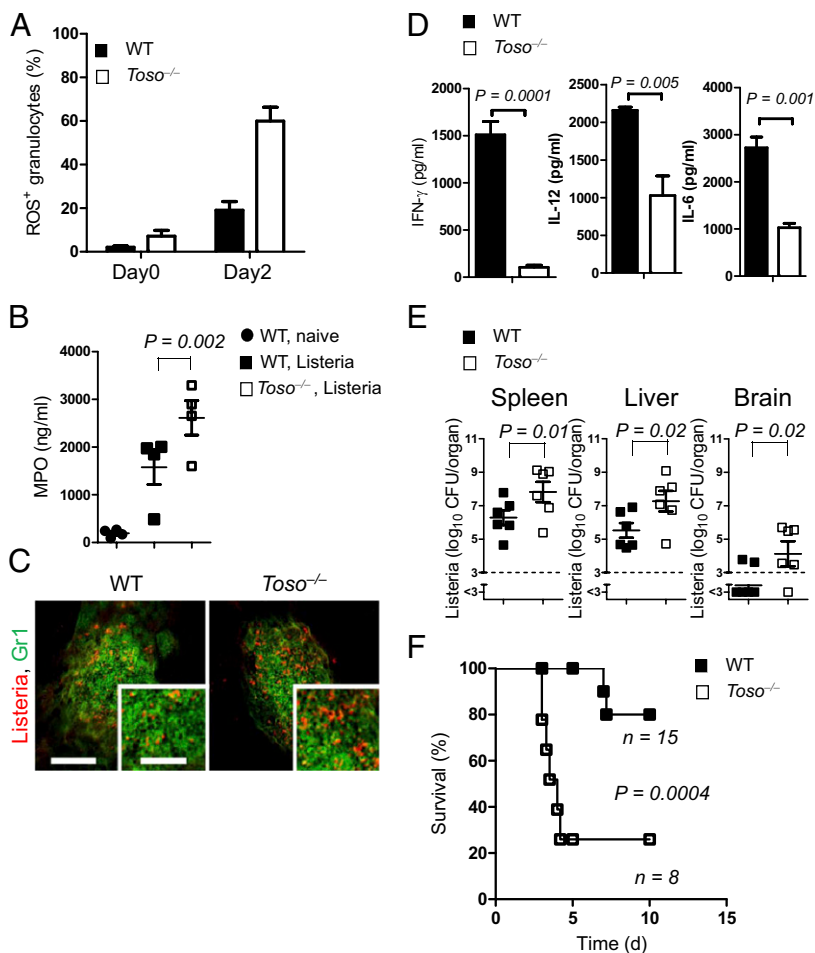 A
WT
Toso–/–
ROS+ granulocytes (%)
100
80
60
40
20
0
Day0
Day2
B
P = 0.002
WT, naive
WT, Listeria
Toso–/–, Listeria
MPO (ng/ml)
4000
3000
2000
1000
0
C
WT
Toso–/–
Listeria, Gr1
D
WT
Toso–/–
P = 0.0001
IFN-γ (pg/ml)
2000
1500
1000
500
0
P = 0.005
IL-12 (pg/ml)
2500
2000
1500
1000
500
0
P = 0.001
IL-6 (pg/ml)
4000
3000
2000
1000
0
E
WT
Toso–/–
Spleen
P = 0.01
Listeria (log10 CFU/organ)
11
9
7
5
3
<3
Liver
P = 0.02
Listeria (log10 CFU/organ)
11
9
7
5
3
<3
Brain
P = 0.02
Listeria (log10 CFU/organ)
11
9
7
5
3
<3
F
WT
Toso–/–
Survival (%)
100
80
60
40
20
0
n = 15
P = 0.0004
n = 8
0
5
10
15
Time (d)